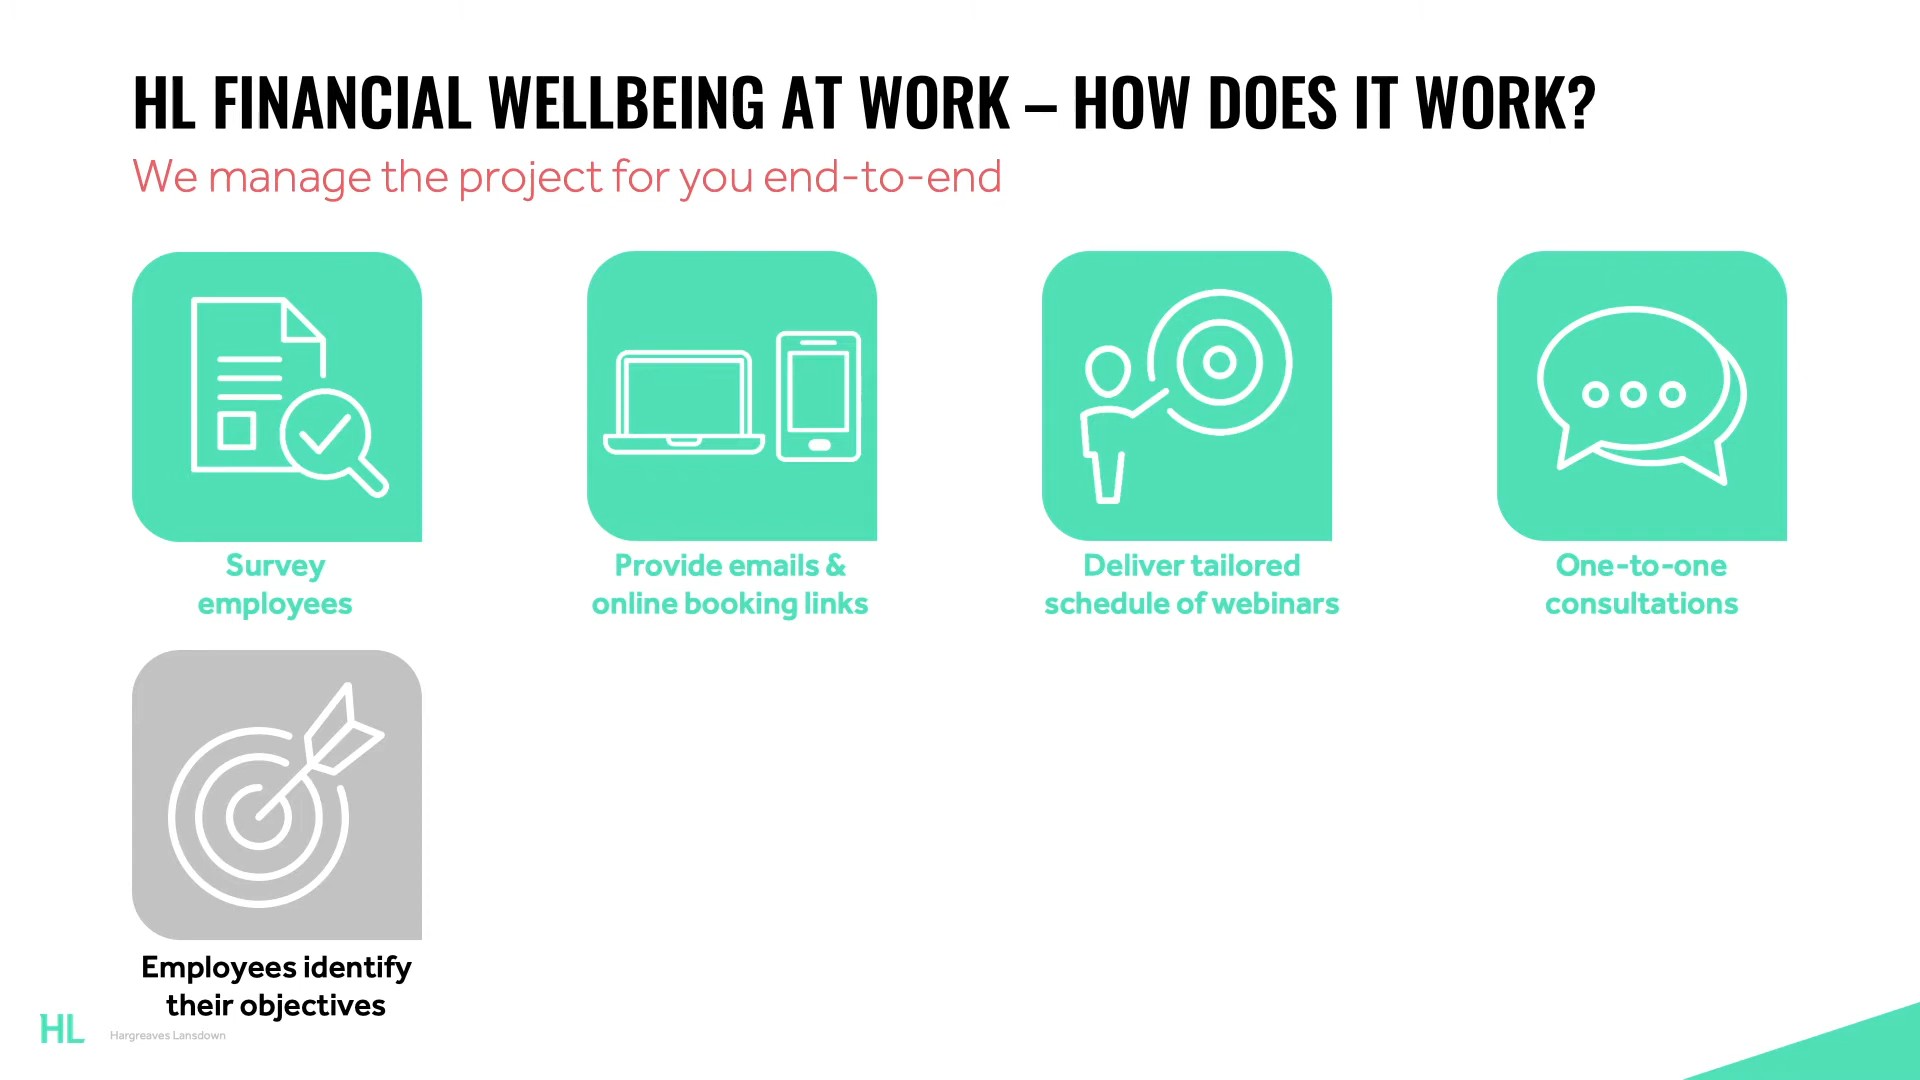 HL FINANCIAL WELLBEING AT WORK – HOW DOES IT WORK?
We manage the project for you end-to-end
Survey
employees
Provide emails &
online booking links
Deliver tailored
schedule of webinars
One-to-one
consultations
Employees identify
their objectives
HL
Hargreaves Lansdown